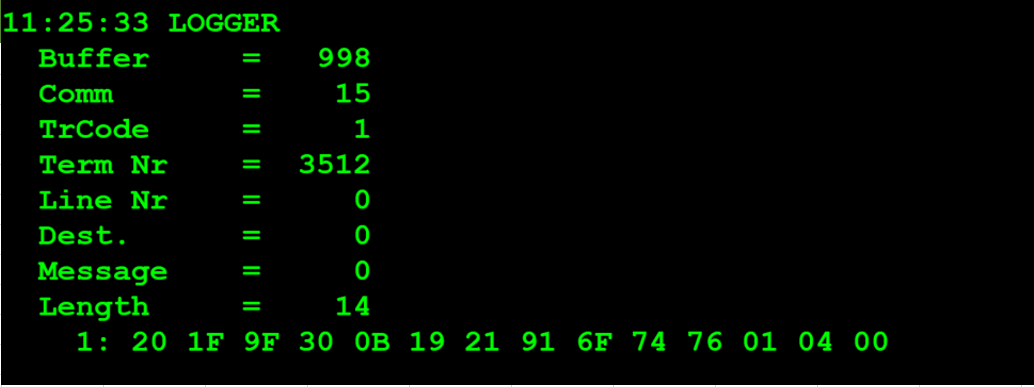 11:25:33 LOGGER
Buffer = 998
Comm = 15
TrCode = 1
Term Nr = 3512
Line Nr = 0
Dest. = 0
Message = 0
Length = 14
1: 20 1F 9F 30 0B 19 21 91 6F 74 76 01 04 00